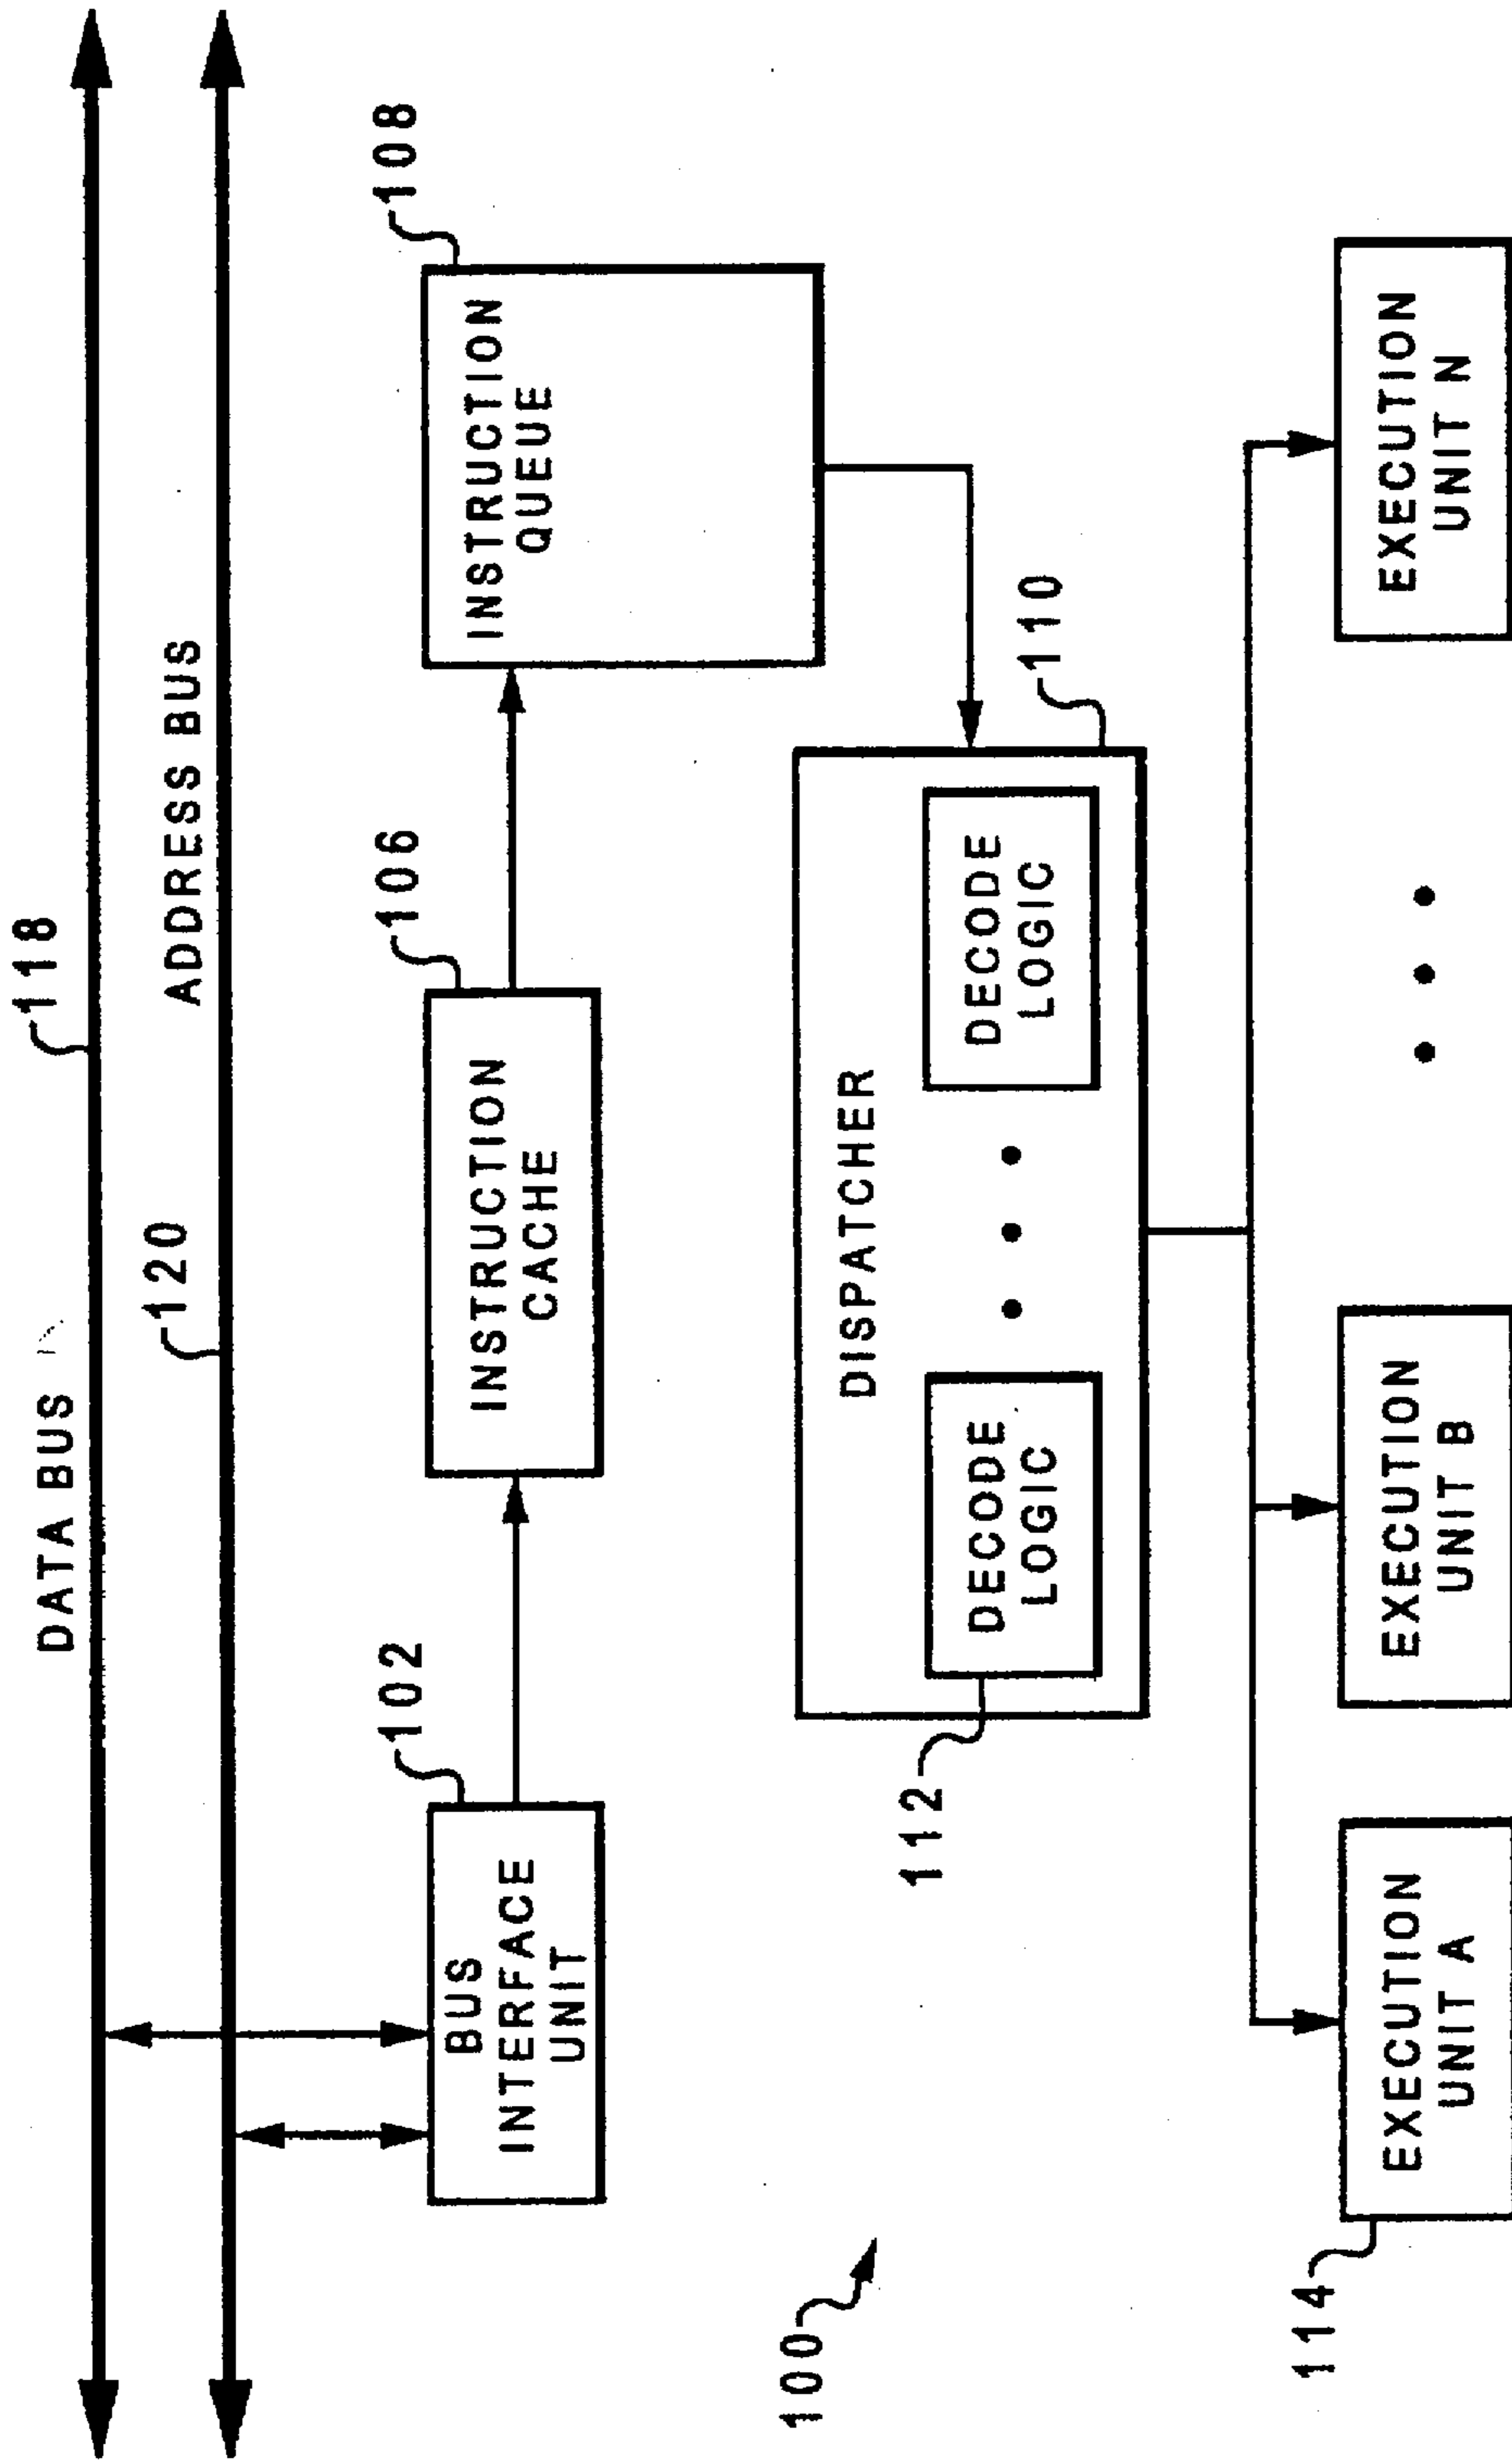 118
DATA BUS
120
ADDRESS BUS
102
BUS
INTERFACE
UNIT
106
INSTRUCTION
CACHE
108
INSTRUCTION
QUEUE
100
DISPATCHER
110
112
DECODE
LOGIC
DECODE
LOGIC
114
EXECUTION
UNIT A
EXECUTION
UNIT B
EXECUTION
UNIT N